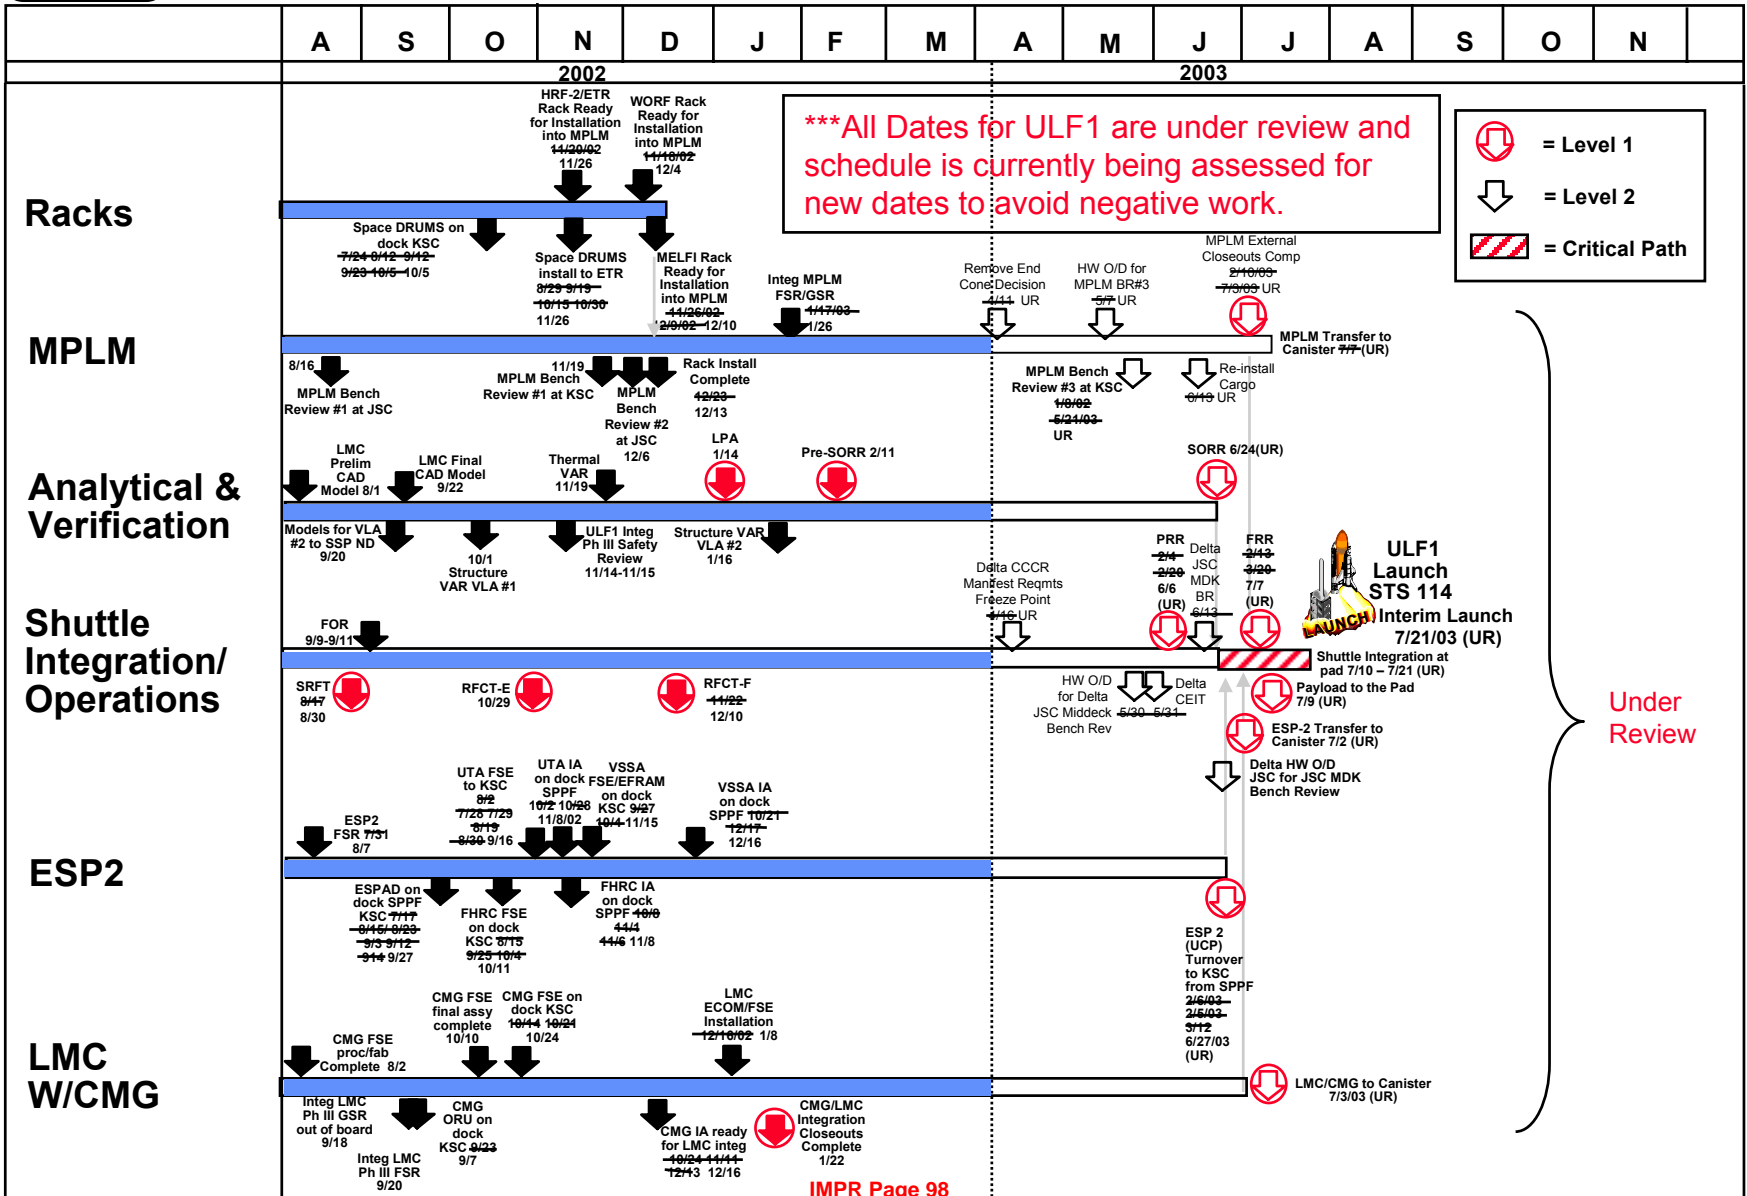 A S O N D J F M A M J J A S O N
2002 2003
***All Dates for ULF1 are under review and
schedule is currently being assessed for
new dates to avoid negative work.
= Level 1
= Level 2
= Critical Path
Racks
HRF-2/ETR
Rack Ready
for Installation
into MPLM
11/20/02
11/26
WORF Rack
Ready for
Installation
into MPLM
11/18/02
12/4
Space DRUMS on
dock KSC
7/24 8/12 9/12
9/23 10/5 10/5
Space DRUMS
install to ETR
8/29 9/19
10/15 10/30
11/26
MELFI Rack
Ready for
Installation
into MPLM
11/26/02
12/9/02 12/10
MPLM
Integ MPLM
FSR/GSR
1/17/03
1/26
Remove End
Cone Decision
4/11 UR
HW O/D for
MPLM BR#3
5/7 UR
MPLM External
Closeouts Comp
2/10/03
7/3/03 UR
MPLM Transfer to
Canister 7/7 (UR)
8/16
MPLM Bench
Review #1 at JSC
11/19
MPLM Bench
Review #1 at KSC
MPLM
Bench
Review #2
at JSC
12/6
Rack Install
Complete
12/23
12/13
MPLM Bench
Review #3 at KSC
1/8/02
5/21/03
UR
Re-install
Cargo
6/13 UR
Analytical &
Verification
LMC
Prelim
CAD
Model 8/1
LMC Final
CAD Model
9/22
Thermal
VAR
11/19
LPA
1/14
Pre-SORR 2/11
SORR 6/24(UR)
Models for VLA
#2 to SSP ND
9/20
10/1
Structure
VAR VLA #1
ULF1 Integ
Ph III Safety
Review
11/14-11/15
Structure VAR
VLA #2
1/16
Shuttle
Integration/
Operations
FOR
9/9-9/11
Delta CCCR
Manifest Reqmts
Freeze Point
4/16 UR
PRR
2/4
2/20
6/6
(UR)
Delta
JSC
MDK
BR
6/13
FRR
2/13
3/20
7/7
(UR)
LAUNCH
ULF1
Launch
STS 114
Interim Launch
7/21/03 (UR)
Shuttle Integration at
pad 7/10 – 7/21 (UR)
SRFT
8/17
8/30
RFCT-E
10/29
RFCT-F
11/22
12/10
HW O/D
for Delta
JSC Middeck
Bench Rev
5/30
Delta
CEIT
5/31
Payload to the Pad
7/9 (UR)
ESP-2 Transfer to
Canister 7/2 (UR)
Delta HW O/D
JSC for JSC MDK
Bench Review
Under
Review
ESP2
ESP2
FSR 7/31
8/7
UTA FSE
to KSC
8/2
7/28 7/29
8/19
8/30 9/16
UTA IA
on dock
SPPF
10/2 10/28
11/8/02
VSSA
FSE/EFRAM
on dock
KSC 9/27
10/4 11/15
VSSA IA
on dock
SPPF 10/21
12/17
12/16
ESPAD on
dock SPPF
KSC 7/17
8/15/ 8/23
9/3 9/12
914 9/27
FHRC FSE
on dock
KSC 8/15
9/25 10/4
10/11
FHRC IA
on dock
SPPF 10/8
11/1
11/6 11/8
ESP 2
(UCP)
Turnover
to KSC
from SPPF
2/6/03
2/5/03
3/12
6/27/03
(UR)
LMC
W/CMG
CMG FSE
proc/fab
Complete 8/2
CMG FSE
final assy
complete
10/10
CMG FSE on
dock KSC
10/14 10/21
10/24
LMC
ECOM/FSE
Installation
12/16/02 1/8
LMC/CMG to Canister
7/3/03 (UR)
Integ LMC
Ph III GSR
out of board
9/18
Integ LMC
Ph III FSR
9/20
CMG
ORU on
dock
KSC 9/23
9/7
CMG IA ready
for LMC integ
10/24 11/11
12/13 12/16
CMG/LMC
Integration
Closeouts
Complete
1/22
IMPR Page 98